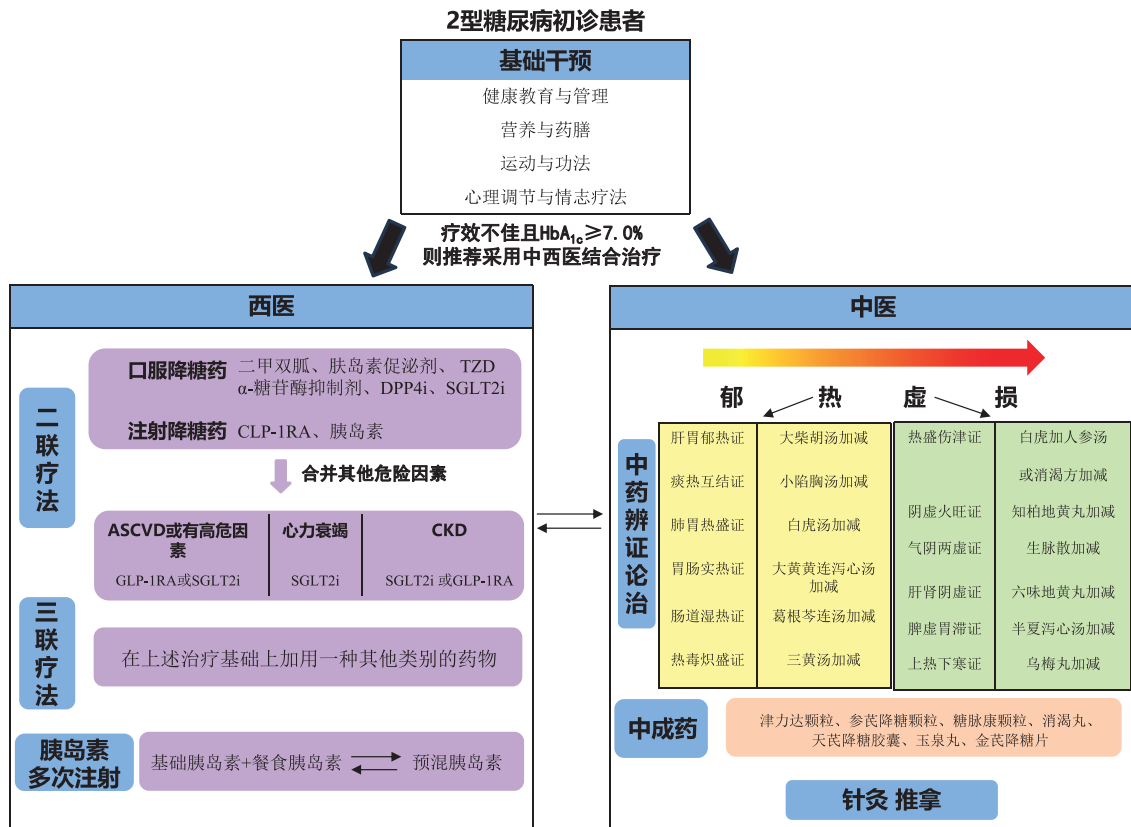 2型糖尿病初诊患者
基础干预
健康教育与管理
营养与药膳
运动与功法
心理调节与情志疗法
疗效不佳且HbA₁c≥7.0%
则推荐采用中西医结合治疗
西医
二联疗法
口服降糖药 二甲双胍、肤岛素促泌剂、 TZD
α-糖苷酶抑制剂、DPP4i、SGLT2i
注射降糖药 CLP-1RA、胰岛素
合并其他危险因素
ASCVD或有高危因素
GLP-1RA或SGLT2i
心力衰竭
SGLT2i
CKD
SGLT2i 或GLP-1RA
三联疗法
在上述治疗基础上加用一种其他类别的药物
胰岛素
多次注射
基础胰岛素+餐食胰岛素 预混胰岛素
中医
郁 热 虚 损
中药辨证论治
肝胃郁热证 大柴胡汤加减
痰热互结证 小陷胸汤加减
肺胃热盛证 白虎汤加减
胃肠实热证 大黄黄连泻心汤
加减
肠道湿热证 葛根芩连汤加减
热毒炽盛证 三黄汤加减
热盛伤津证 白虎加人参汤
或消渴方加减
阴虚火旺证 知柏地黄丸加减
气阴两虚证 生脉散加减
肝肾阴虚证 六味地黄丸加减
脾虚胃滞证 半夏泻心汤加减
上热下寒证 乌梅丸加减
中成药
津力达颗粒、参芪降糖颗粒、糖脉康颗粒、消渴丸、
天芪降糖胶囊、玉泉丸、金芪降糖片
针灸 推拿